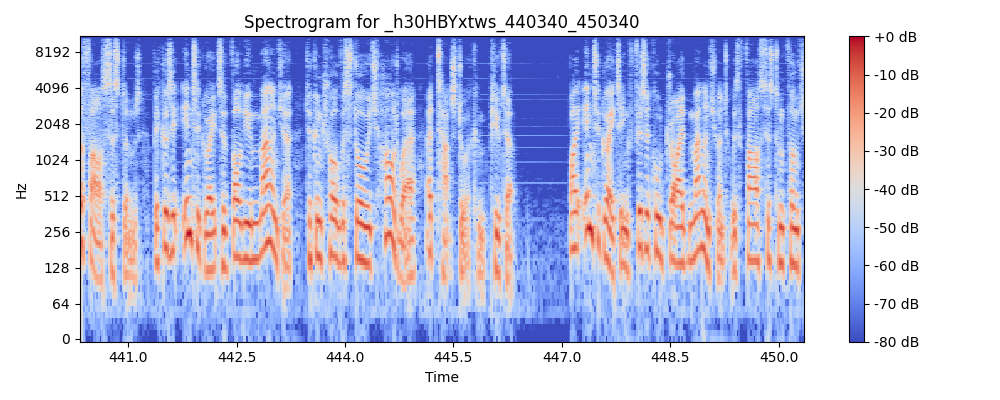 Spectrogram for _h30HBYxtws_440340_450340
Hz
8192
4096
2048
1024
512
256
128
64
0
441.0 442.5 444.0 445.5 447.0 448.5 450.0
Time
+0 dB
-10 dB
-20 dB
-30 dB
-40 dB
-50 dB
-60 dB
-70 dB
-80 dB